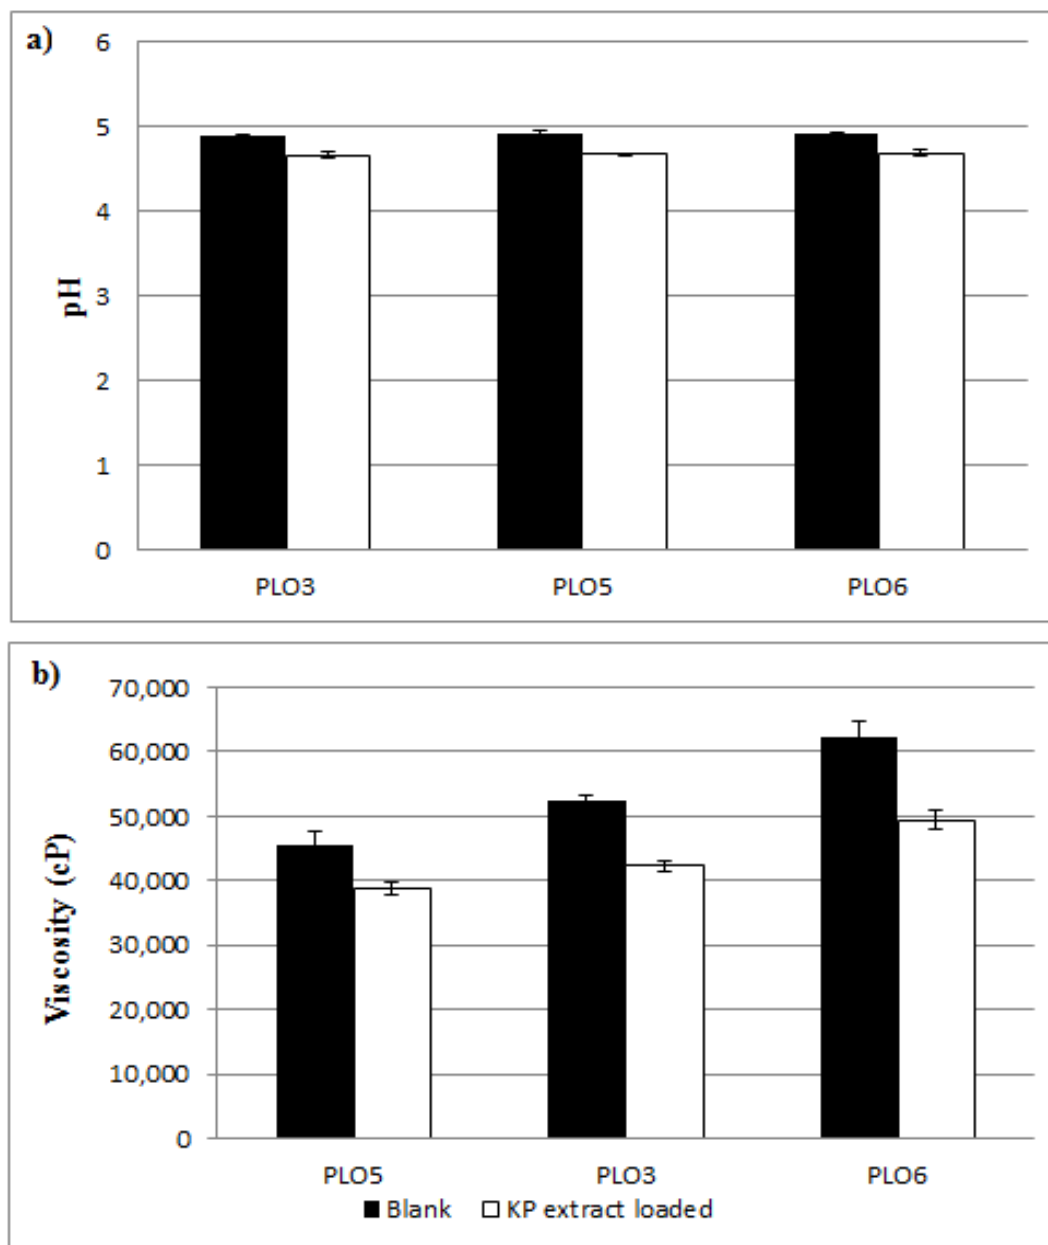 a)
6
5
4
3
2
1
0
pH
PLO3 PLO5 PLO6
b)
70,000
60,000
50,000
40,000
30,000
20,000
10,000
0
Viscosity (cP)
PLO5 PLO3 PLO6
Blank KP extract loaded